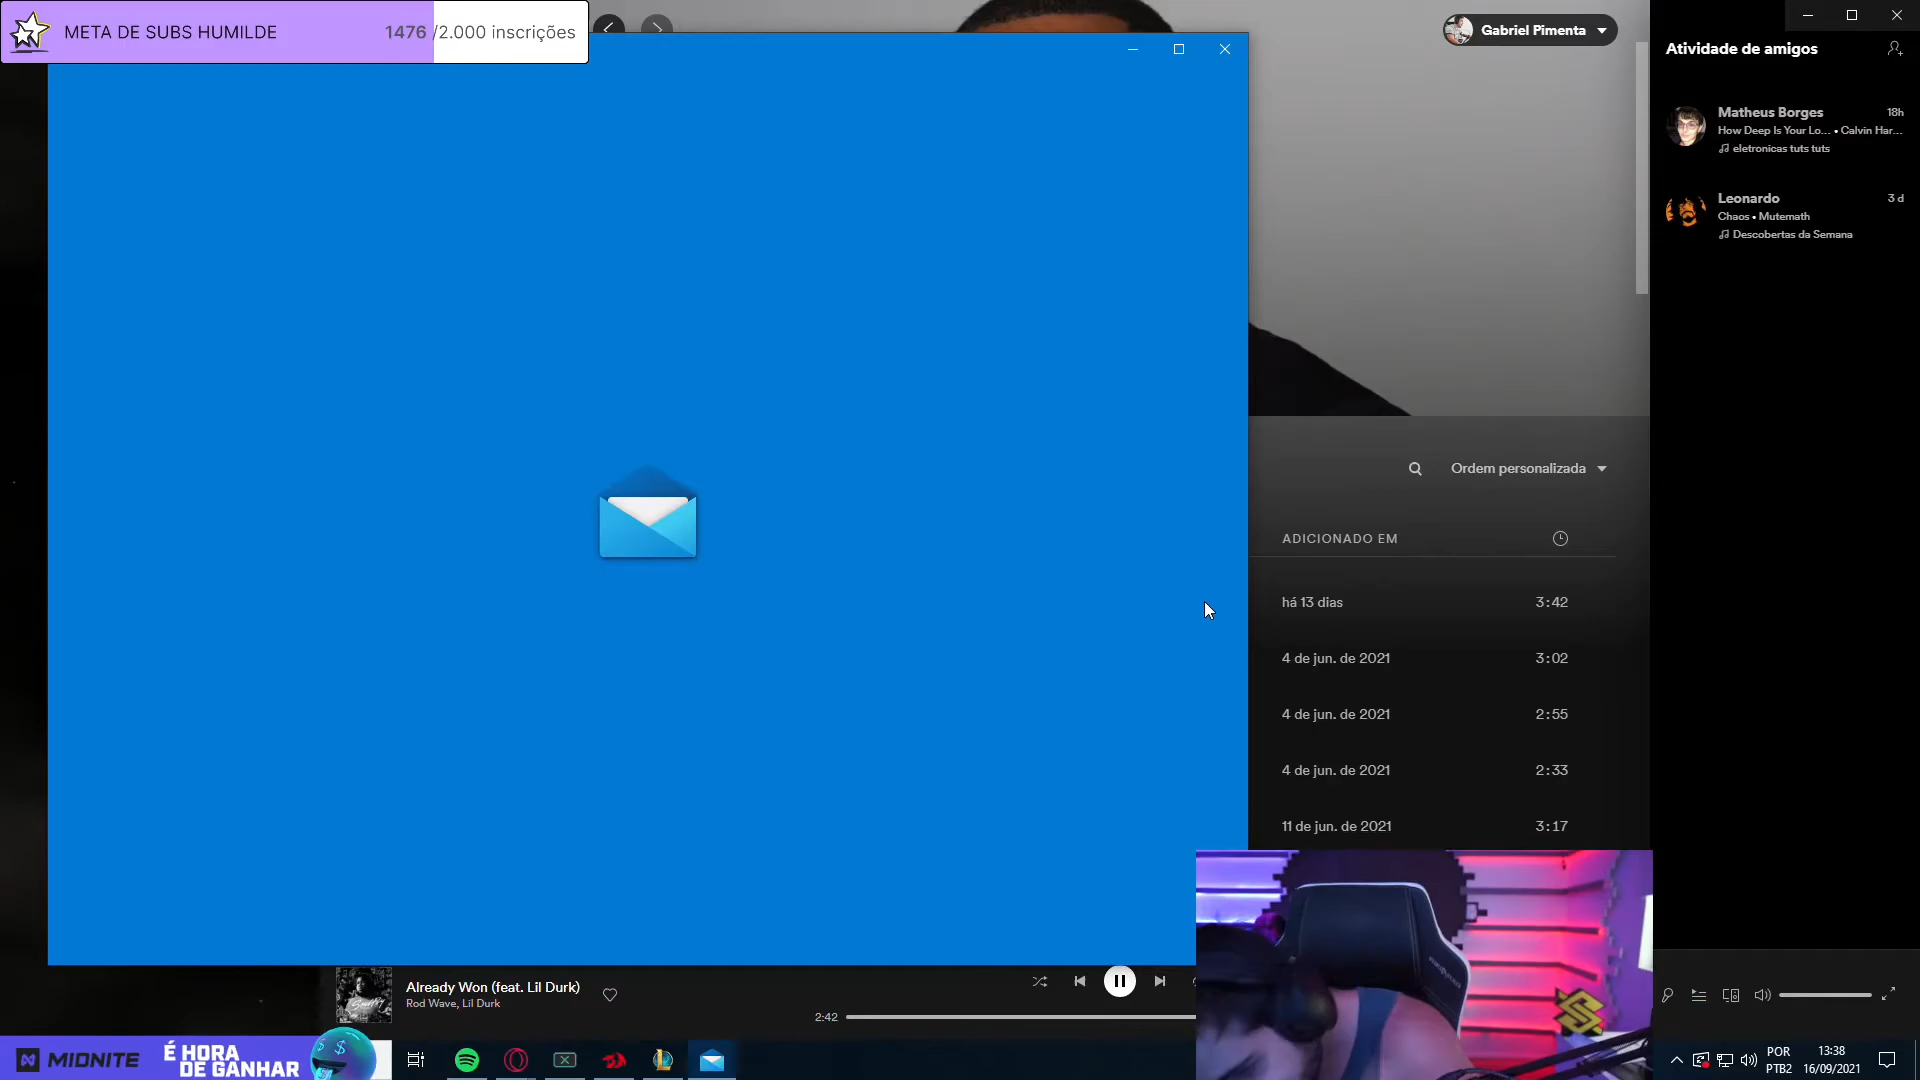 META DE SUBS HUMILDE 1476 /2.000 inscrições
Gabriel Pimenta
Atividade de amigos
Matheus Borges 18h
How Deep Is Your Lo... • Calvin Har...
eletronicas tuts tuts
Leonardo 3 d
Chaos • Mutemath
Descobertas da Semana
Ordem personalizada
ADICIONADO EM
há 13 dias 3:42
4 de jun. de 2021 3:02
4 de jun. de 2021 2:55
4 de jun. de 2021 2:33
11 de jun. de 2021 3:17
Already Won (feat. Lil Durk)
Rod Wave, Lil Durk
2:42
MIDNITE
É HORA
DE GANHAR
POR
PTB2
13:38
16/09/2021